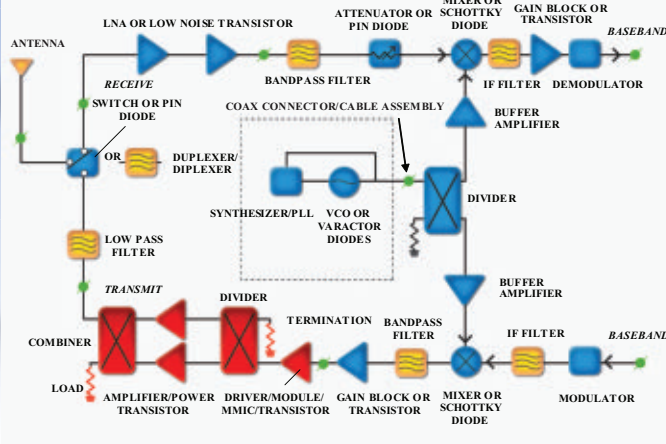 MIXER OR
SCHOTTKY
DIODE
GAIN BLOCK OR
TRANSISTOR
ATTENUATOR OR
PIN DIODE
LNA OR LOW NOISE TRANSISTOR
BASEBAND
ANTENNA
RECEIVE
BANDPASS FILTER
IF FILTER
DEMODULATOR
SWITCH OR PIN
DIODE
COAX CONNECTOR/CABLE ASSEMBLY
BUFFER
AMPLIFIER
OR
DUPLEXER/
DIPLEXER
DIVIDER
SYNTHESIZER/PLL
VCO OR
VARACTOR
DIODES
LOW PASS
FILTER
TRANSMIT
DIVIDER
BUFFER
AMPLIFIER
TERMINATION
BANDPASS
FILTER
IF FILTER
BASEBAND
COMBINER
LOAD
AMPLIFIER/POWER
TRANSISTOR
DRIVER/MODULE/
MMIC/TRANSISTOR
GAIN BLOCK OR
TRANSISTOR
MIXER OR
SCHOTTKY
DIODE
MODULATOR